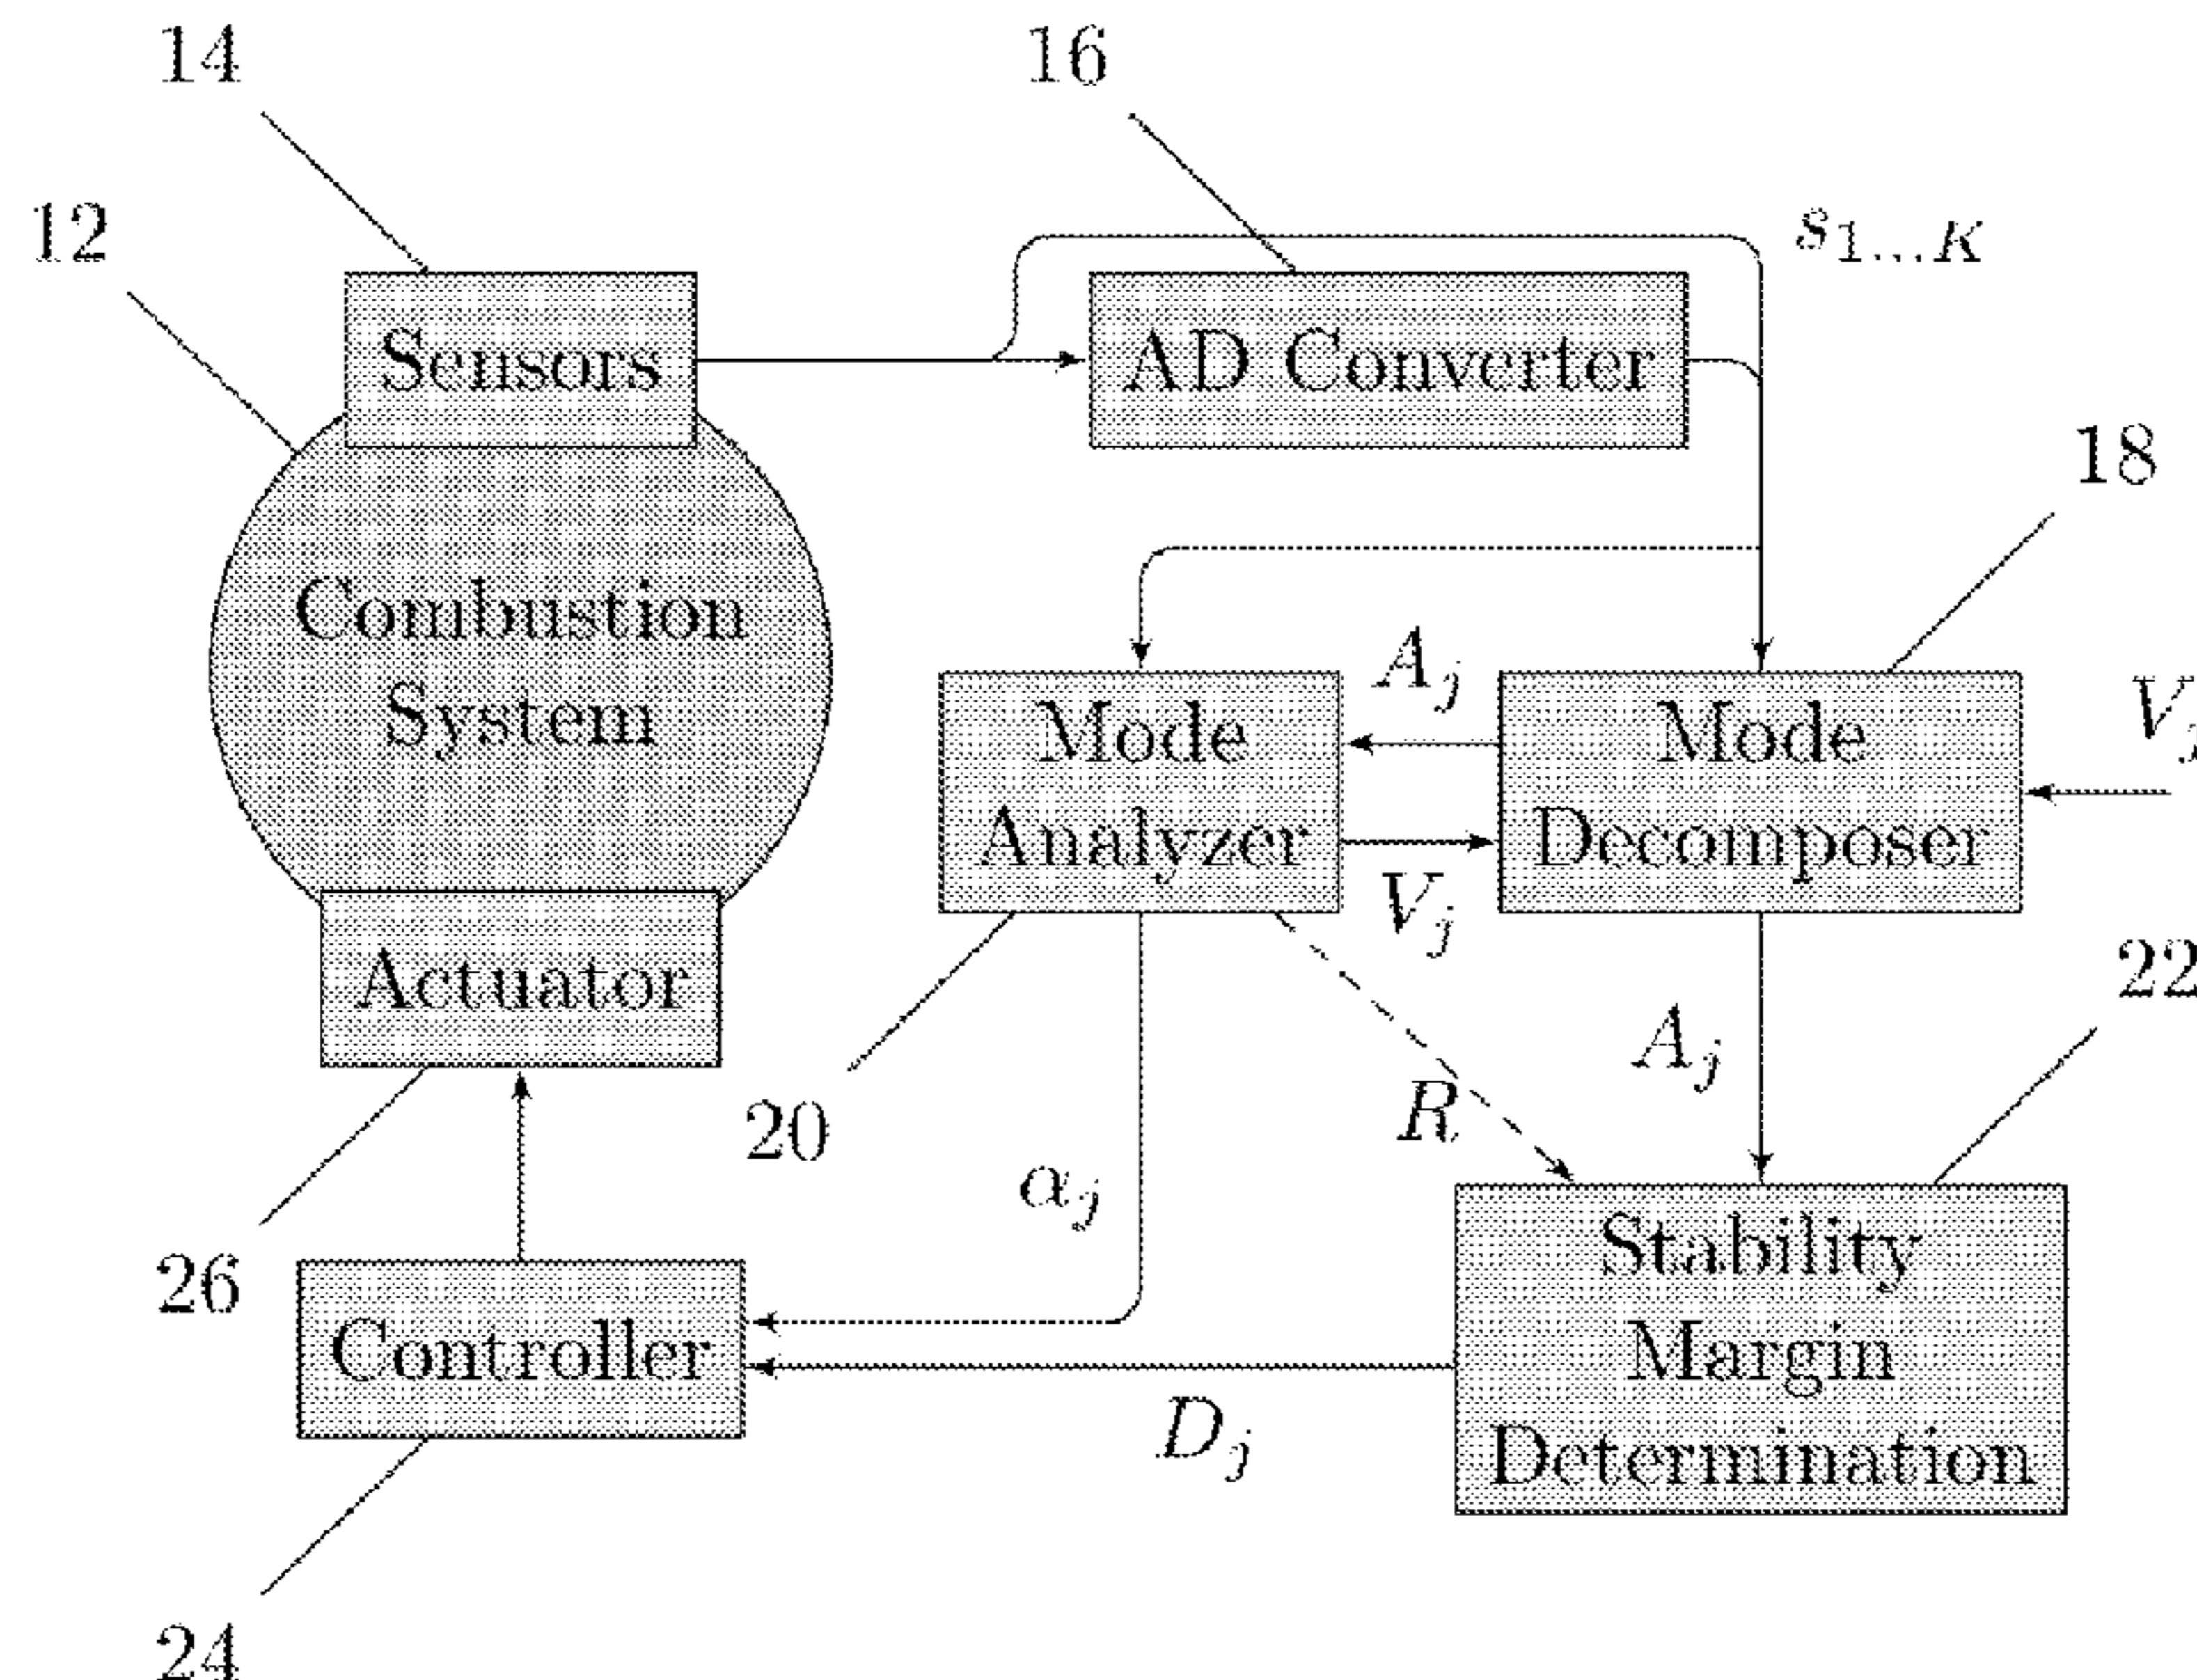 14
16
12
s1...K
Sensors
AD Converter
18
Combustion
System
Aj
Vj
Mode
Analyzer
Mode
Decomposer
Vj
22
Actuator
Aj
R
20
αj
26
Controller
Stability
Margin
Determination
Dj
24